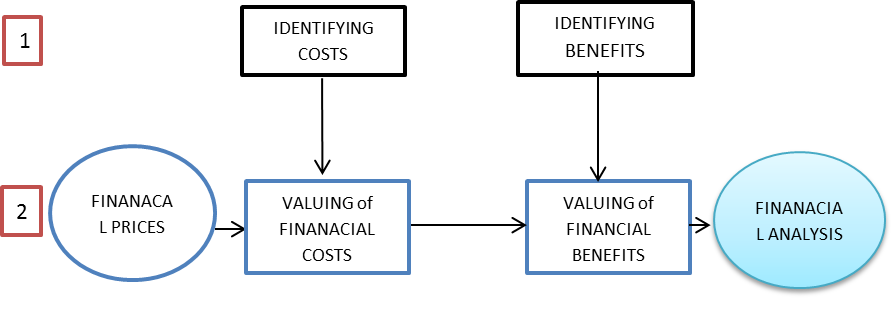 1
IDENTIFYING
COSTS
IDENTIFYING
BENEFITS
2
FINANACA
L PRICES
VALUING of
FINANACIAL
COSTS
VALUING of
FINANCIAL
BENEFITS
FINANACIA
L ANALYSIS